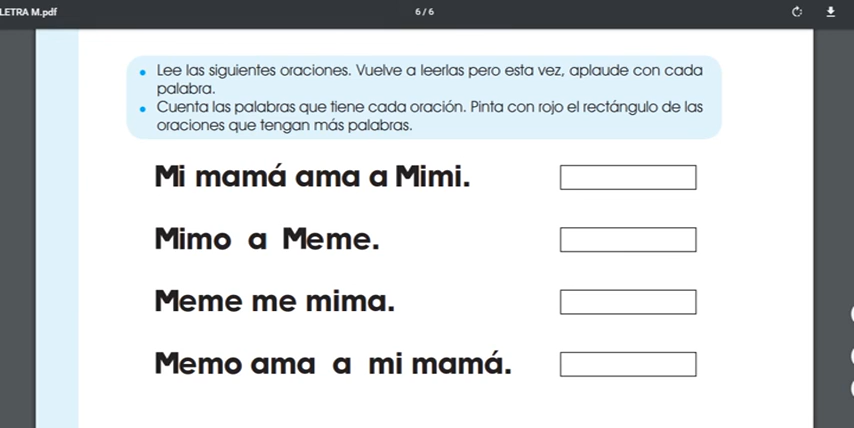 LETRA M.pdf
6 / 6
Lee las siguientes oraciones. Vuelve a leerlas pero esta vez, aplaude con cada
palabra.
Cuenta las palabras que tiene cada oración. Pinta con rojo el rectángulo de las
oraciones que tengan más palabras.
Mi mamá ama a Mimi.
Mimo a Meme.
Meme me mima.
Memo ama a mi mamá.